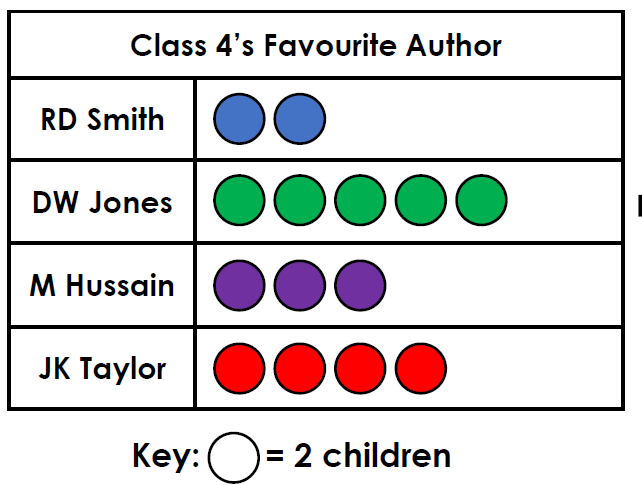 Class 4's Favourite Author
RD Smith
DW Jones
M Hussain
JK Taylor
Key: = 2 children